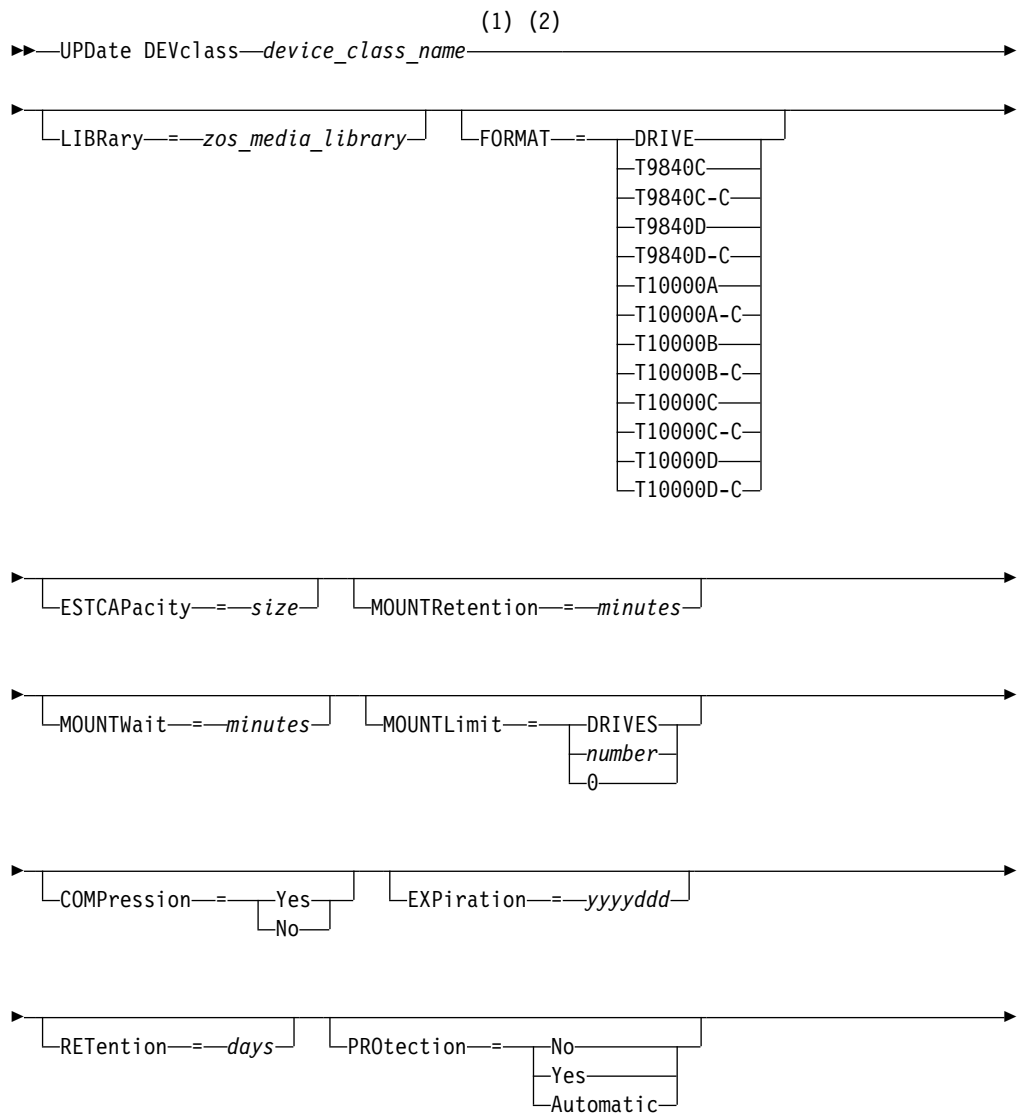 (1) (2)
UPDate DEVclass device_class_name
LIBRary = zos_media_library FORMAT = DRIVE
T9840C
T9840C-C
T9840D
T9840D-C
T10000A
T10000A-C
T10000B
T10000B-C
T10000C
T10000C-C
T10000D
T10000D-C
ESTCAPacity = size MOUNTRetention = minutes
MOUNTWait = minutes MOUNTLimit = DRIVES
number
0
COMPression = Yes EXPiration = yyyyddd
No
RETention = days PROtection = No
Yes
Automatic